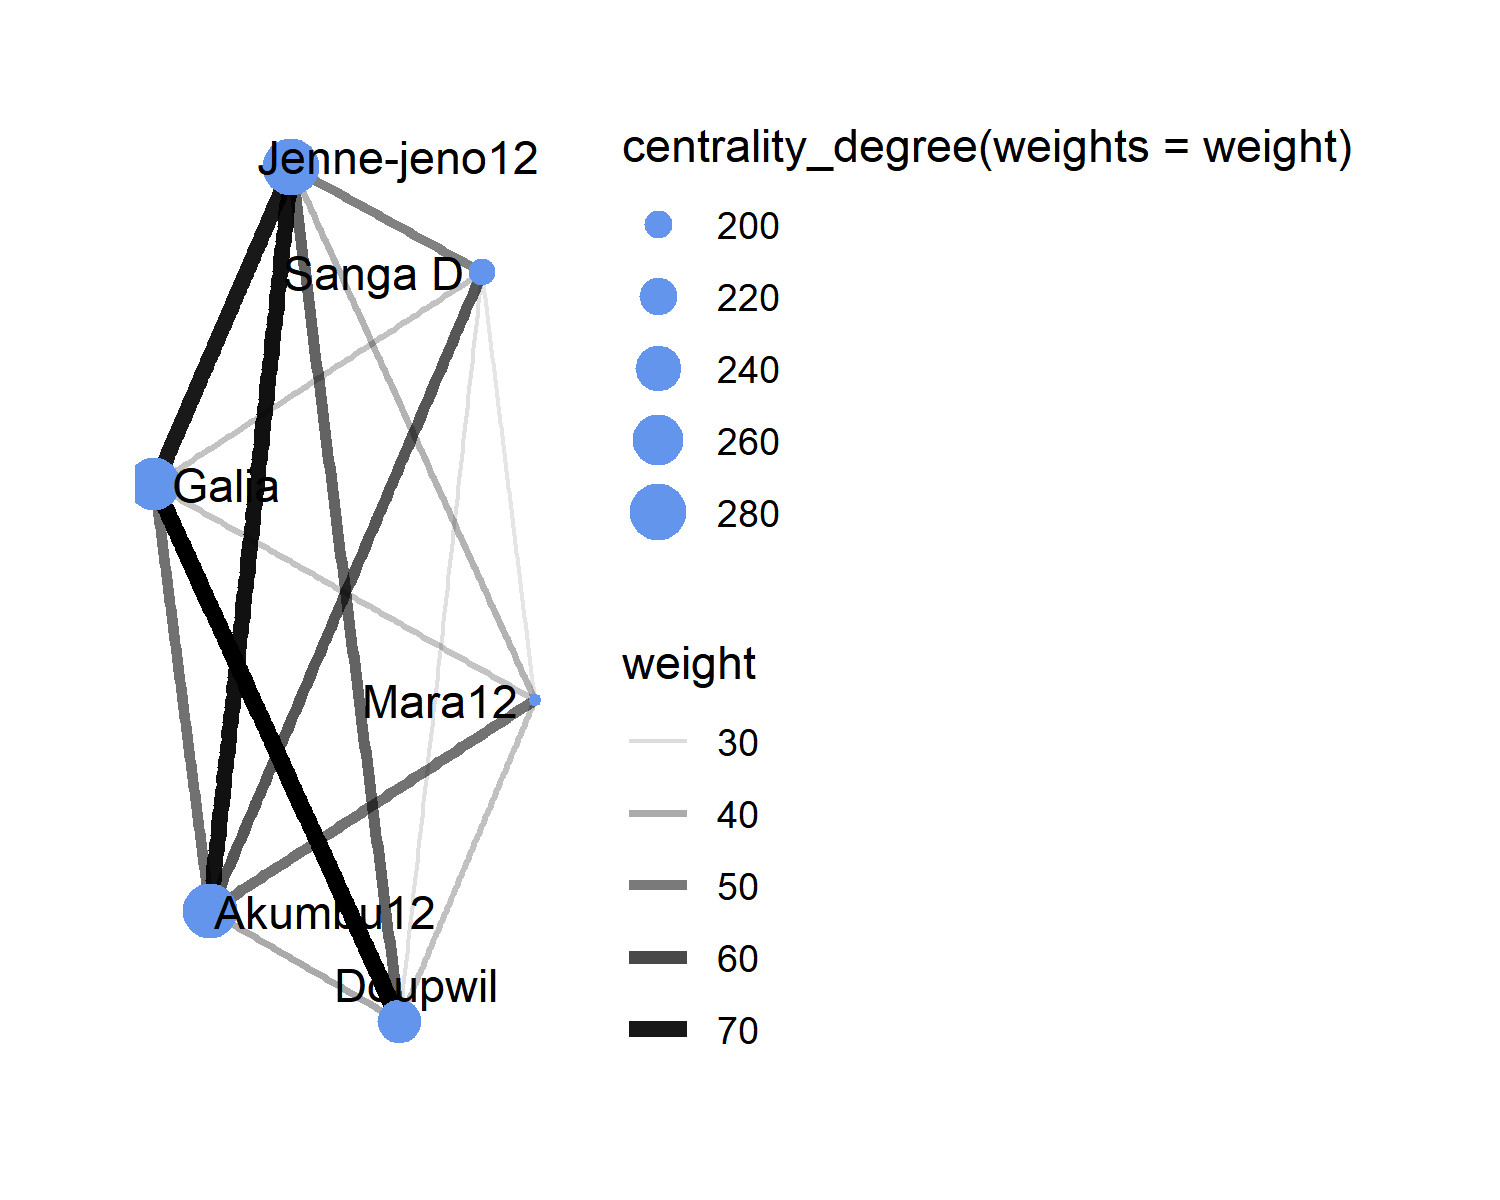 Jenne-jeno12
Sanga D
Galia
Mara12
Akumbu12
Doupwil
centrality_degree(weights = weight)
200
220
240
260
280
weight
30
40
50
60
70